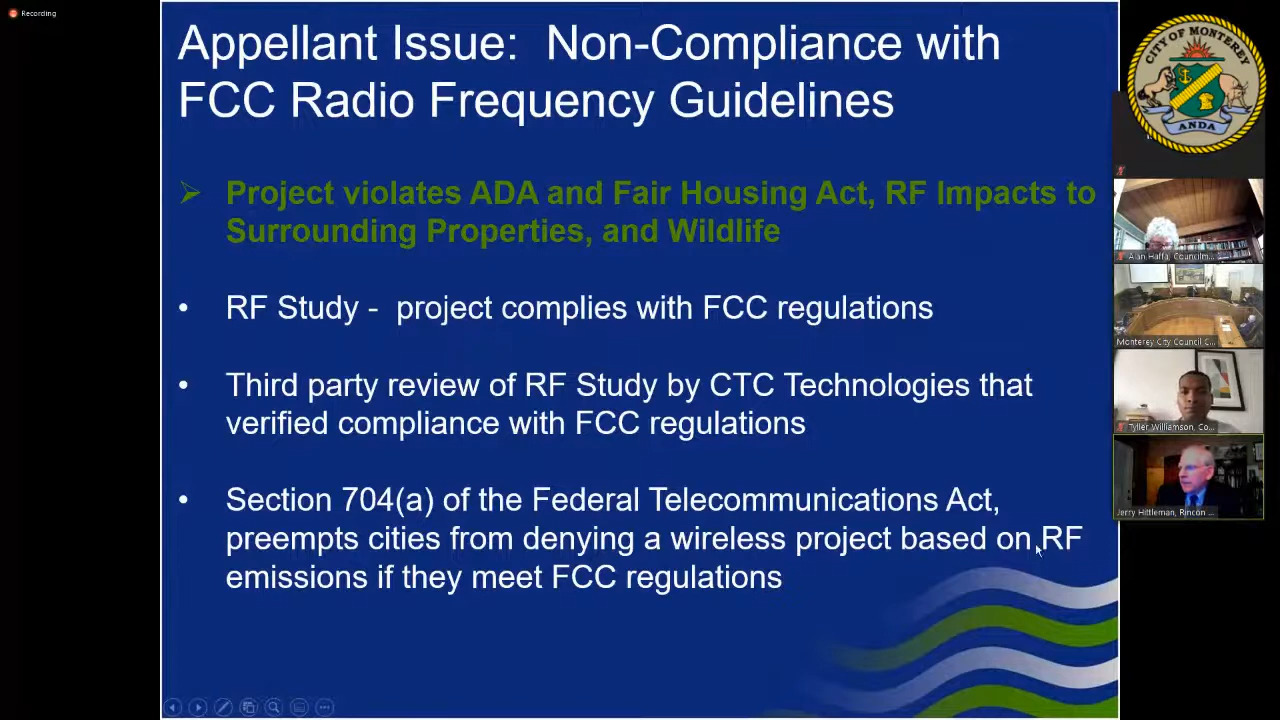 Recording
Appellant Issue:  Non-Compliance with
FCC Radio Frequency Guidelines
➢ Project violates ADA and Fair Housing Act, RF Impacts to
Surrounding Properties, and Wildlife
• RF Study -  project complies with FCC regulations
• Third party review of RF Study by CTC Technologies that
verified compliance with FCC regulations
• Section 704(a) of the Federal Telecommunications Act,
preempts cities from denying a wireless project based on RF
emissions if they meet FCC regulations
CITY OF MONTEREY
ANDA
Alan Haffa, Councilm...
Monterey City Council C...
Tyller Williamson, Co...
Jerry Hittleman, Rincon ...